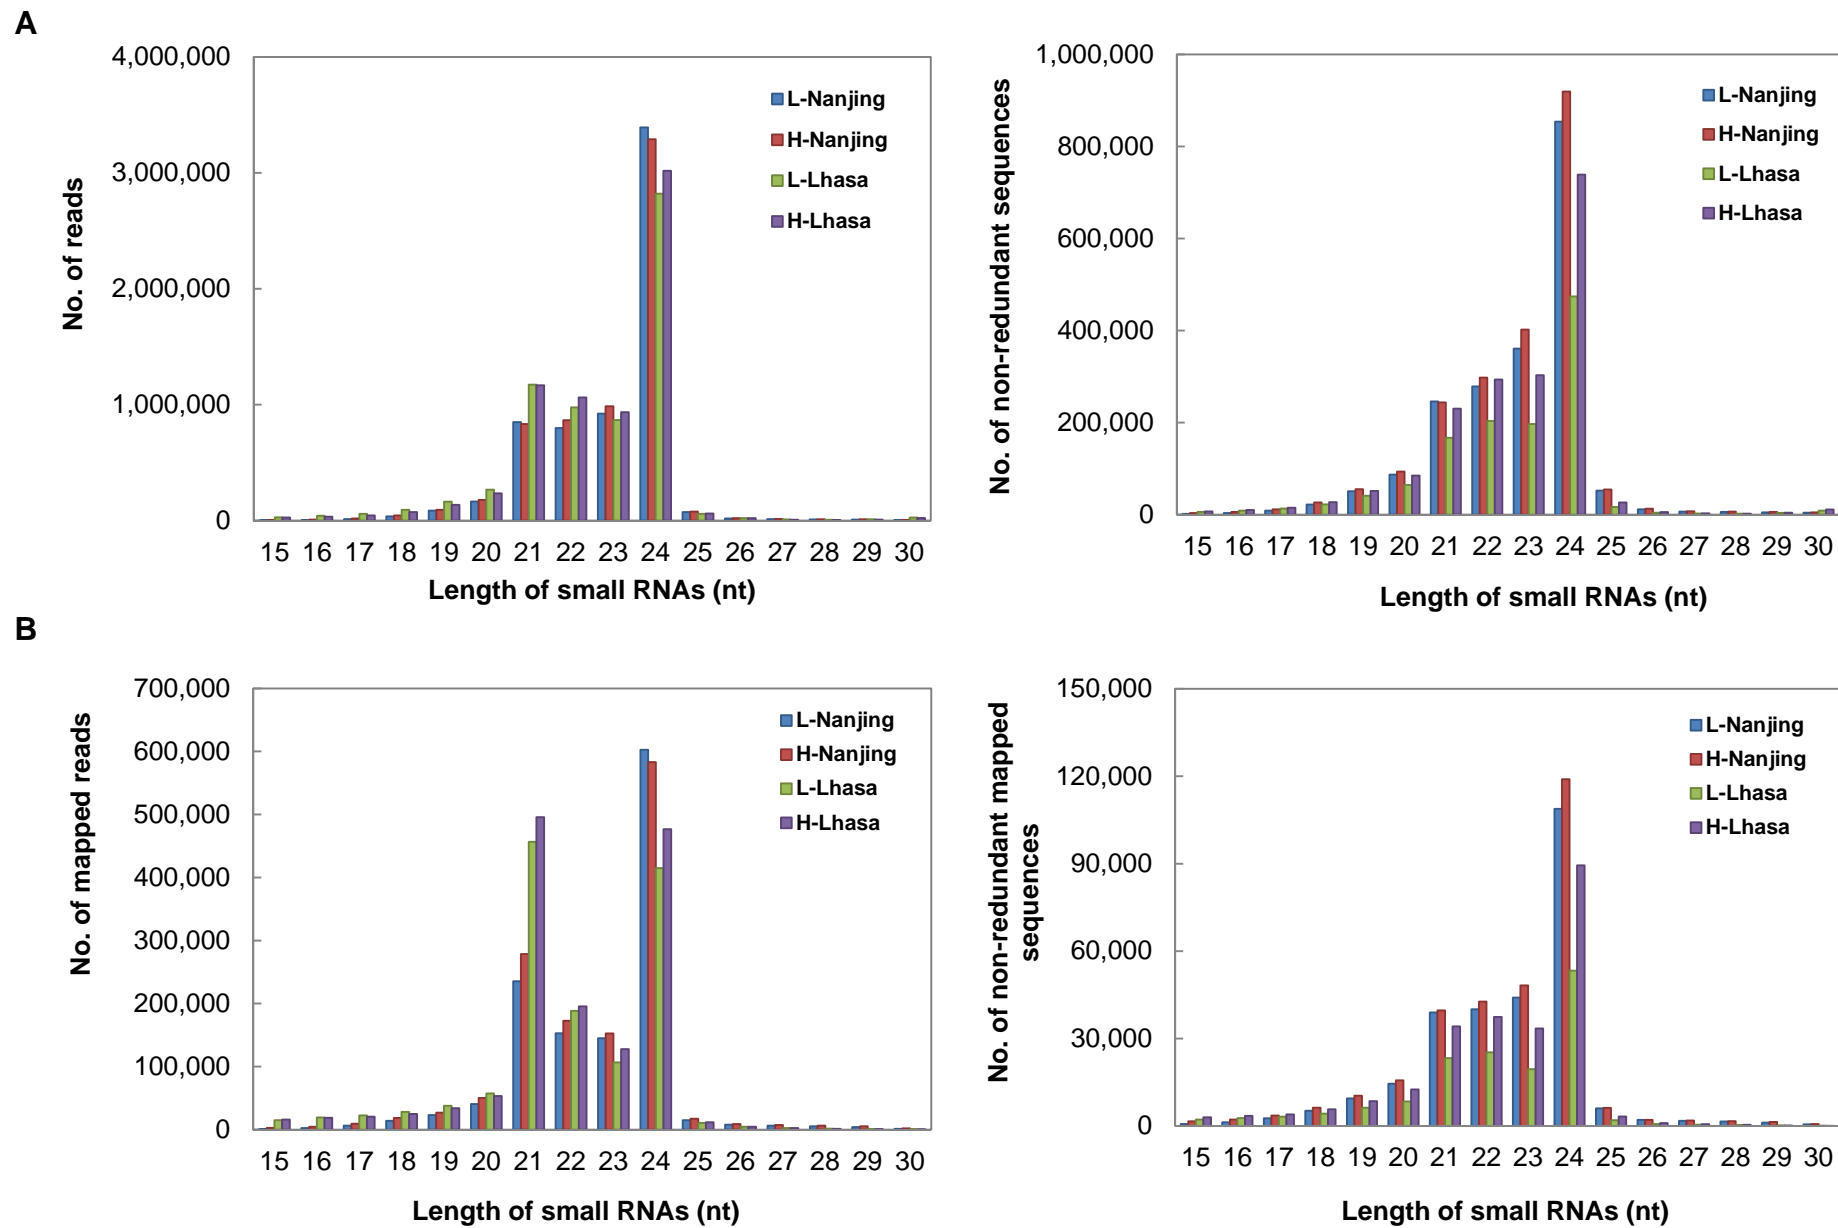 A
No. of reads
4,000,000
3,000,000
2,000,000
1,000,000
0
L-Nanjing
H-Nanjing
L-Lhasa
H-Lhasa
15 16 17 18 19 20 21 22 23 24 25 26 27 28 29 30
Length of small RNAs (nt)
No. of non-redundant sequences
1,000,000
800,000
600,000
400,000
200,000
0
L-Nanjing
H-Nanjing
L-Lhasa
H-Lhasa
15 16 17 18 19 20 21 22 23 24 25 26 27 28 29 30
Length of small RNAs (nt)
B
No. of mapped reads
700,000
600,000
500,000
400,000
300,000
200,000
100,000
0
L-Nanjing
H-Nanjing
L-Lhasa
H-Lhasa
15 16 17 18 19 20 21 22 23 24 25 26 27 28 29 30
Length of small RNAs (nt)
No. of non-redundant mapped
sequences
150,000
120,000
90,000
60,000
30,000
0
L-Nanjing
H-Nanjing
L-Lhasa
H-Lhasa
15 16 17 18 19 20 21 22 23 24 25 26 27 28 29 30
Length of small RNAs (nt)